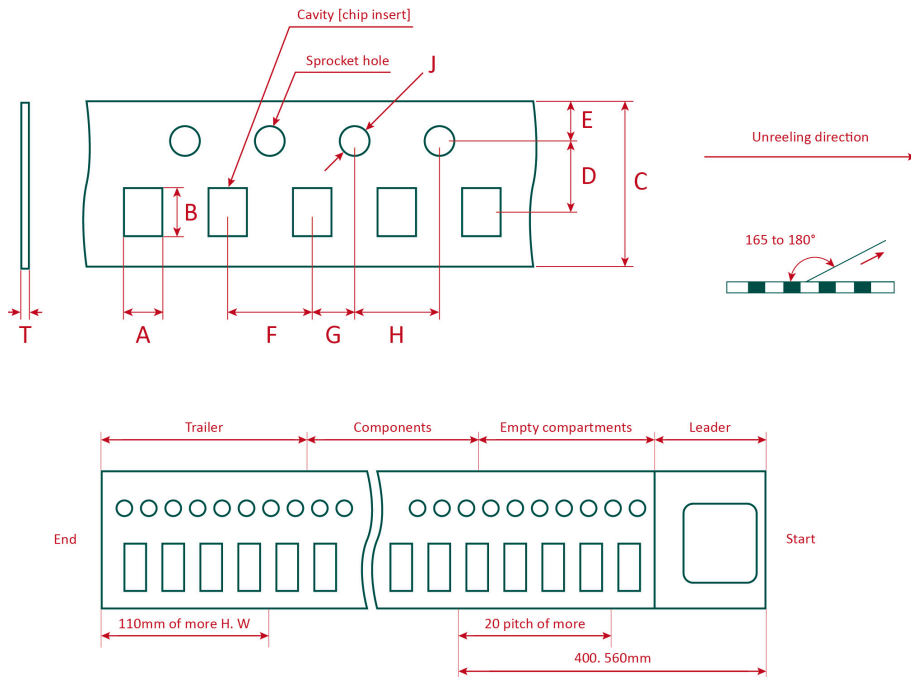 Cavity [chip insert]
Sprocket hole
J
E
Unreeling direction
D
C
B
165 to 180°
T
A
F
G
H
Trailer
Components
Empty compartments
Leader
End
Start
110mm of more H. W
20 pitch of more
400. 560mm